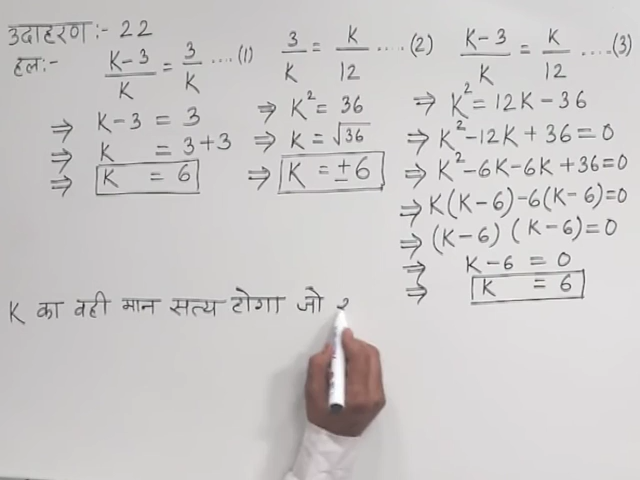 उदाहरण:- 22
हल:- K-3/K = 3/K ....(1)
⇒ K-3 = 3
⇒ K = 3+3
⇒ K = 6
3/K = K/12 ....(2)
⇒ K² = 36
⇒ K = √36
⇒ K = ±6
K-3/K = K/12 ....(3)
⇒ K² = 12K-36
⇒ K²-12K+36=0
⇒ K²-6K-6K+36=0
⇒ K(K-6)-6(K-6)=0
⇒ (K-6) (K-6)=0
⇒ K-6 = 0
⇒ K = 6
K का वही मान सत्य होगा जो